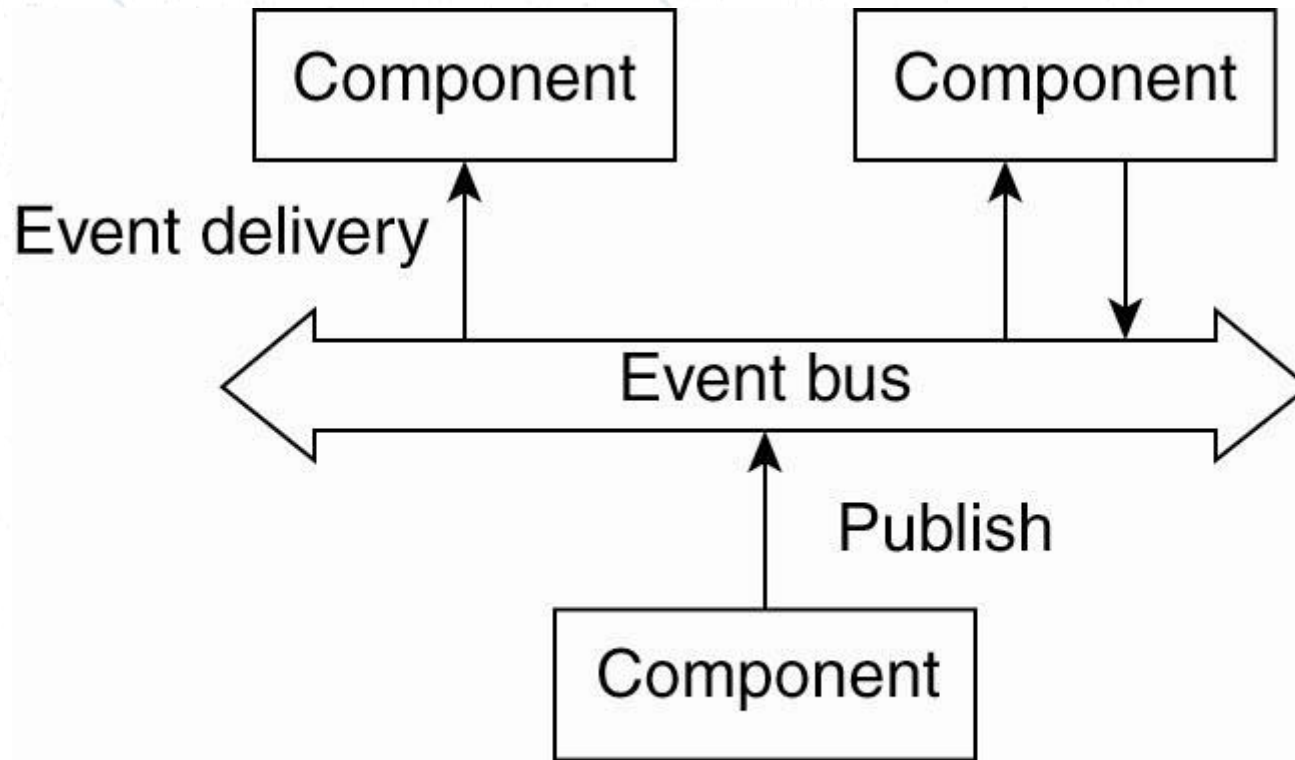 Component
Component
Event delivery
Event bus
Publish
Component